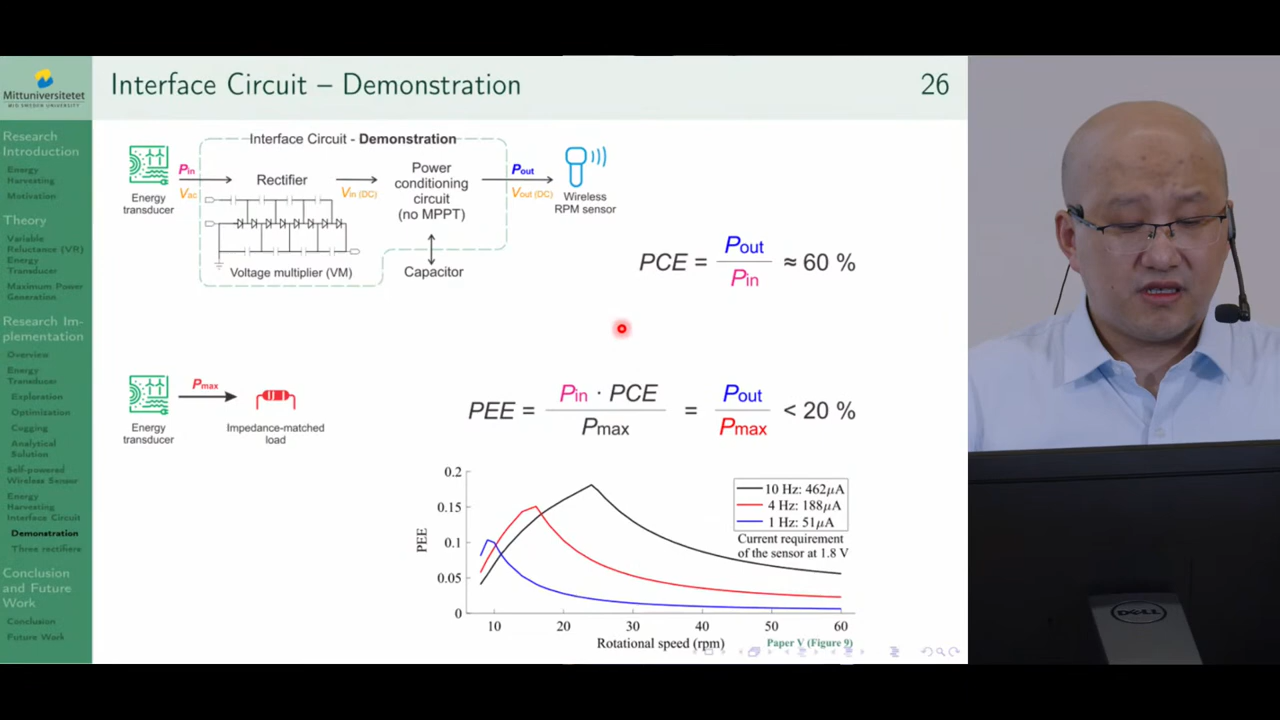 Interface Circuit – Demonstration
26
Mittuniversitetet
MID SWEDEN UNIVERSITY
Research
Introduction
Energy
Harvesting
Motivation
Theory
Variable
Reluctance (VR)
Energy
Transducer
Maximum Power
Generation
Research Im-
plementation
Overview
Energy
Transducer
Exploration
Optimization
Cogging
Analytical
Solution
Self-powered
Wireless Sensor
Energy
Harvesting
Interface Circuit
Demonstration
Three rectifiers
Conclusion
and Future
Work
Conclusion
Future Work
Interface Circuit - Demonstration
Energy
transducer
Pin
Vac
Rectifier
Voltage multiplier (VM)
Vin (DC)
Power
conditioning
circuit
(no MPPT)
Capacitor
Pout
Vout (DC)
Wireless
RPM sensor
PCE = Pout / Pin ≈ 60 %
Energy
transducer
Pmax
Impedance-matched
load
PEE = Pin · PCE / Pmax = Pout / Pmax < 20 %
PEE
0.2
0.15
0.1
0.05
0
10 20 30 40 50 60
Rotational speed (rpm)
10 Hz: 462μA
4 Hz: 188μA
1 Hz: 51μA
Current requirement
of the sensor at 1.8 V
Paper V (Figure 9)
DELL